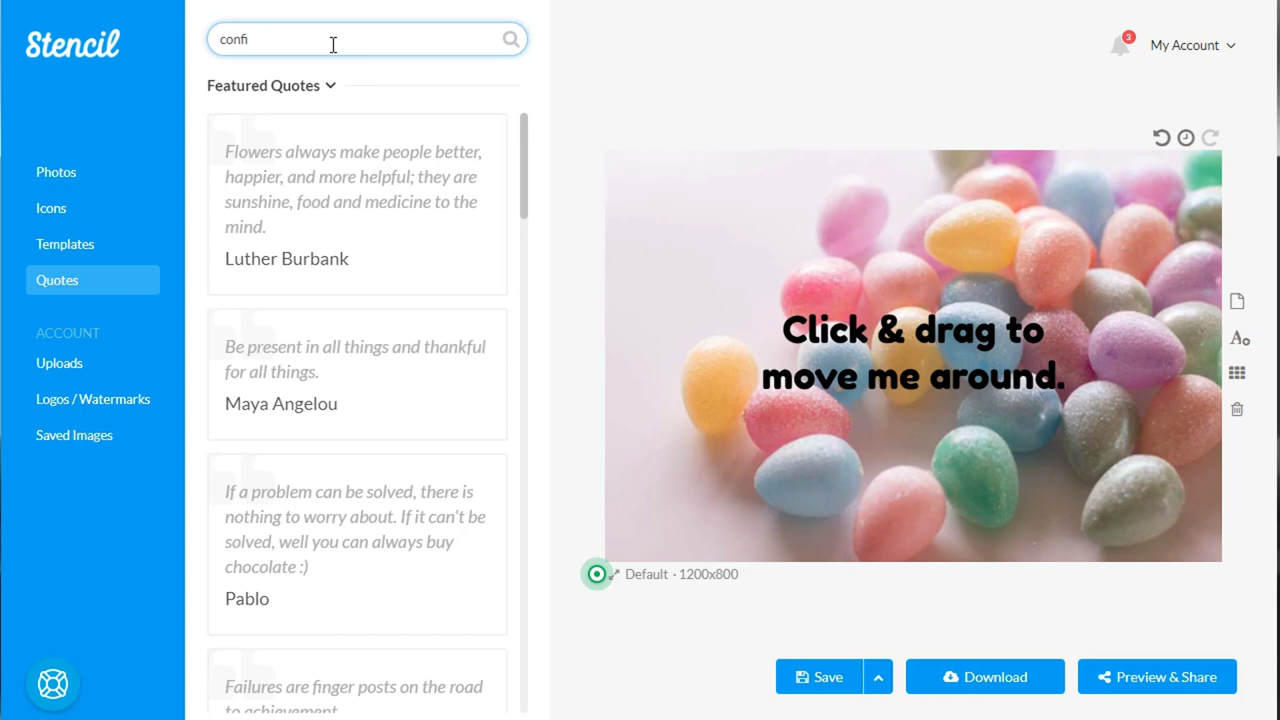 Stencil
Photos
Icons
Templates
Quotes
ACCOUNT
Uploads
Logos / Watermarks
Saved Images
confi
Featured Quotes
Flowers always make people better,
happier, and more helpful; they are
sunshine, food and medicine to the
mind.
Luther Burbank
Be present in all things and thankful
for all things.
Maya Angelou
If a problem can be solved, there is
nothing to worry about. If it can't be
solved, well you can always buy
chocolate :)
Pablo
Failures are finger posts on the road
to achievement.
3
My Account
Click & drag to
move me around.
Default · 1200x800
Save
Download
Preview & Share